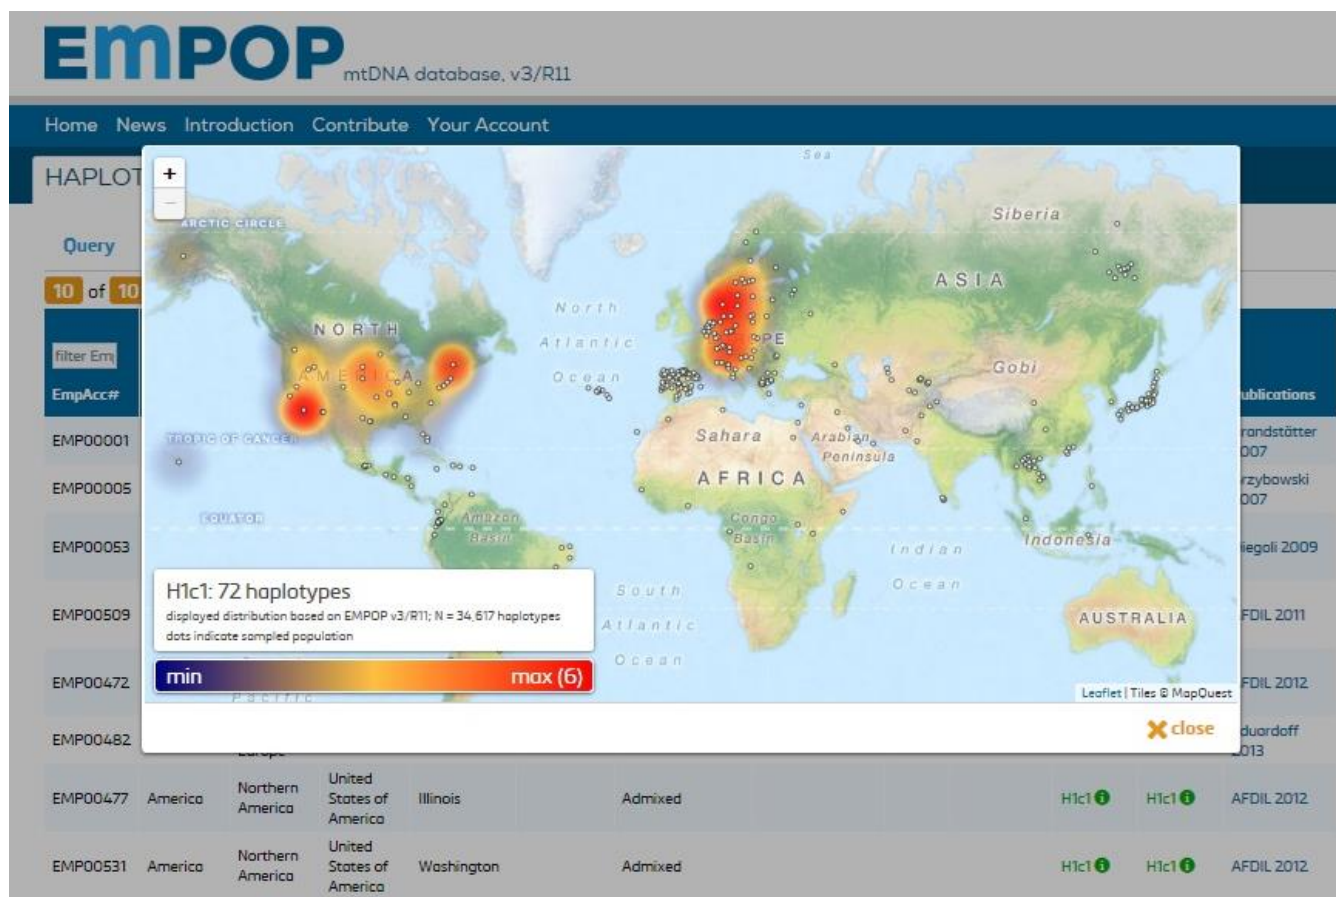 EMPOP
mtDNA database, v3/R11
Home News Introduction Contribute Your Account
HAPLOT
Query
10 of 10
filter Em
EmpAcc#
ublications
EMP00001
randstätter
007
EMP00005
rzybowski
007
EMP00053
iegoli 2009
EMP00509
FDIL 2011
EMP00472
FDIL 2012
EMP00482
Europe
duardoff
2013
EMP00477 America Northern America United States of America Illinois Admixed H1c1 H1c1 AFDIL 2012
EMP00531 America Northern America United States of America Washington Admixed H1c1 H1c1 AFDIL 2012
+
−
Sea
ARCTIC CIRCLE
Siberia
ASIA
North
Atlantic
Ocean
NORTH
AMERICA
PE
Gobi
TROPIC OF CANCER
Sahara
Arabian
Peninsula
AFRICA
EQUATOR
Amazon
Basin
Congo
Basin
Indian
Ocean
Indonesia
South
Atlantic
Ocean
AUSTRALIA
Pacific
H1c1: 72 haplotypes
displayed distribution based on EMPOP v3/R11; N = 34,617 haplotypes
dots indicate sampled population
min max (6)
Leaflet | Tiles © MapQuest
close